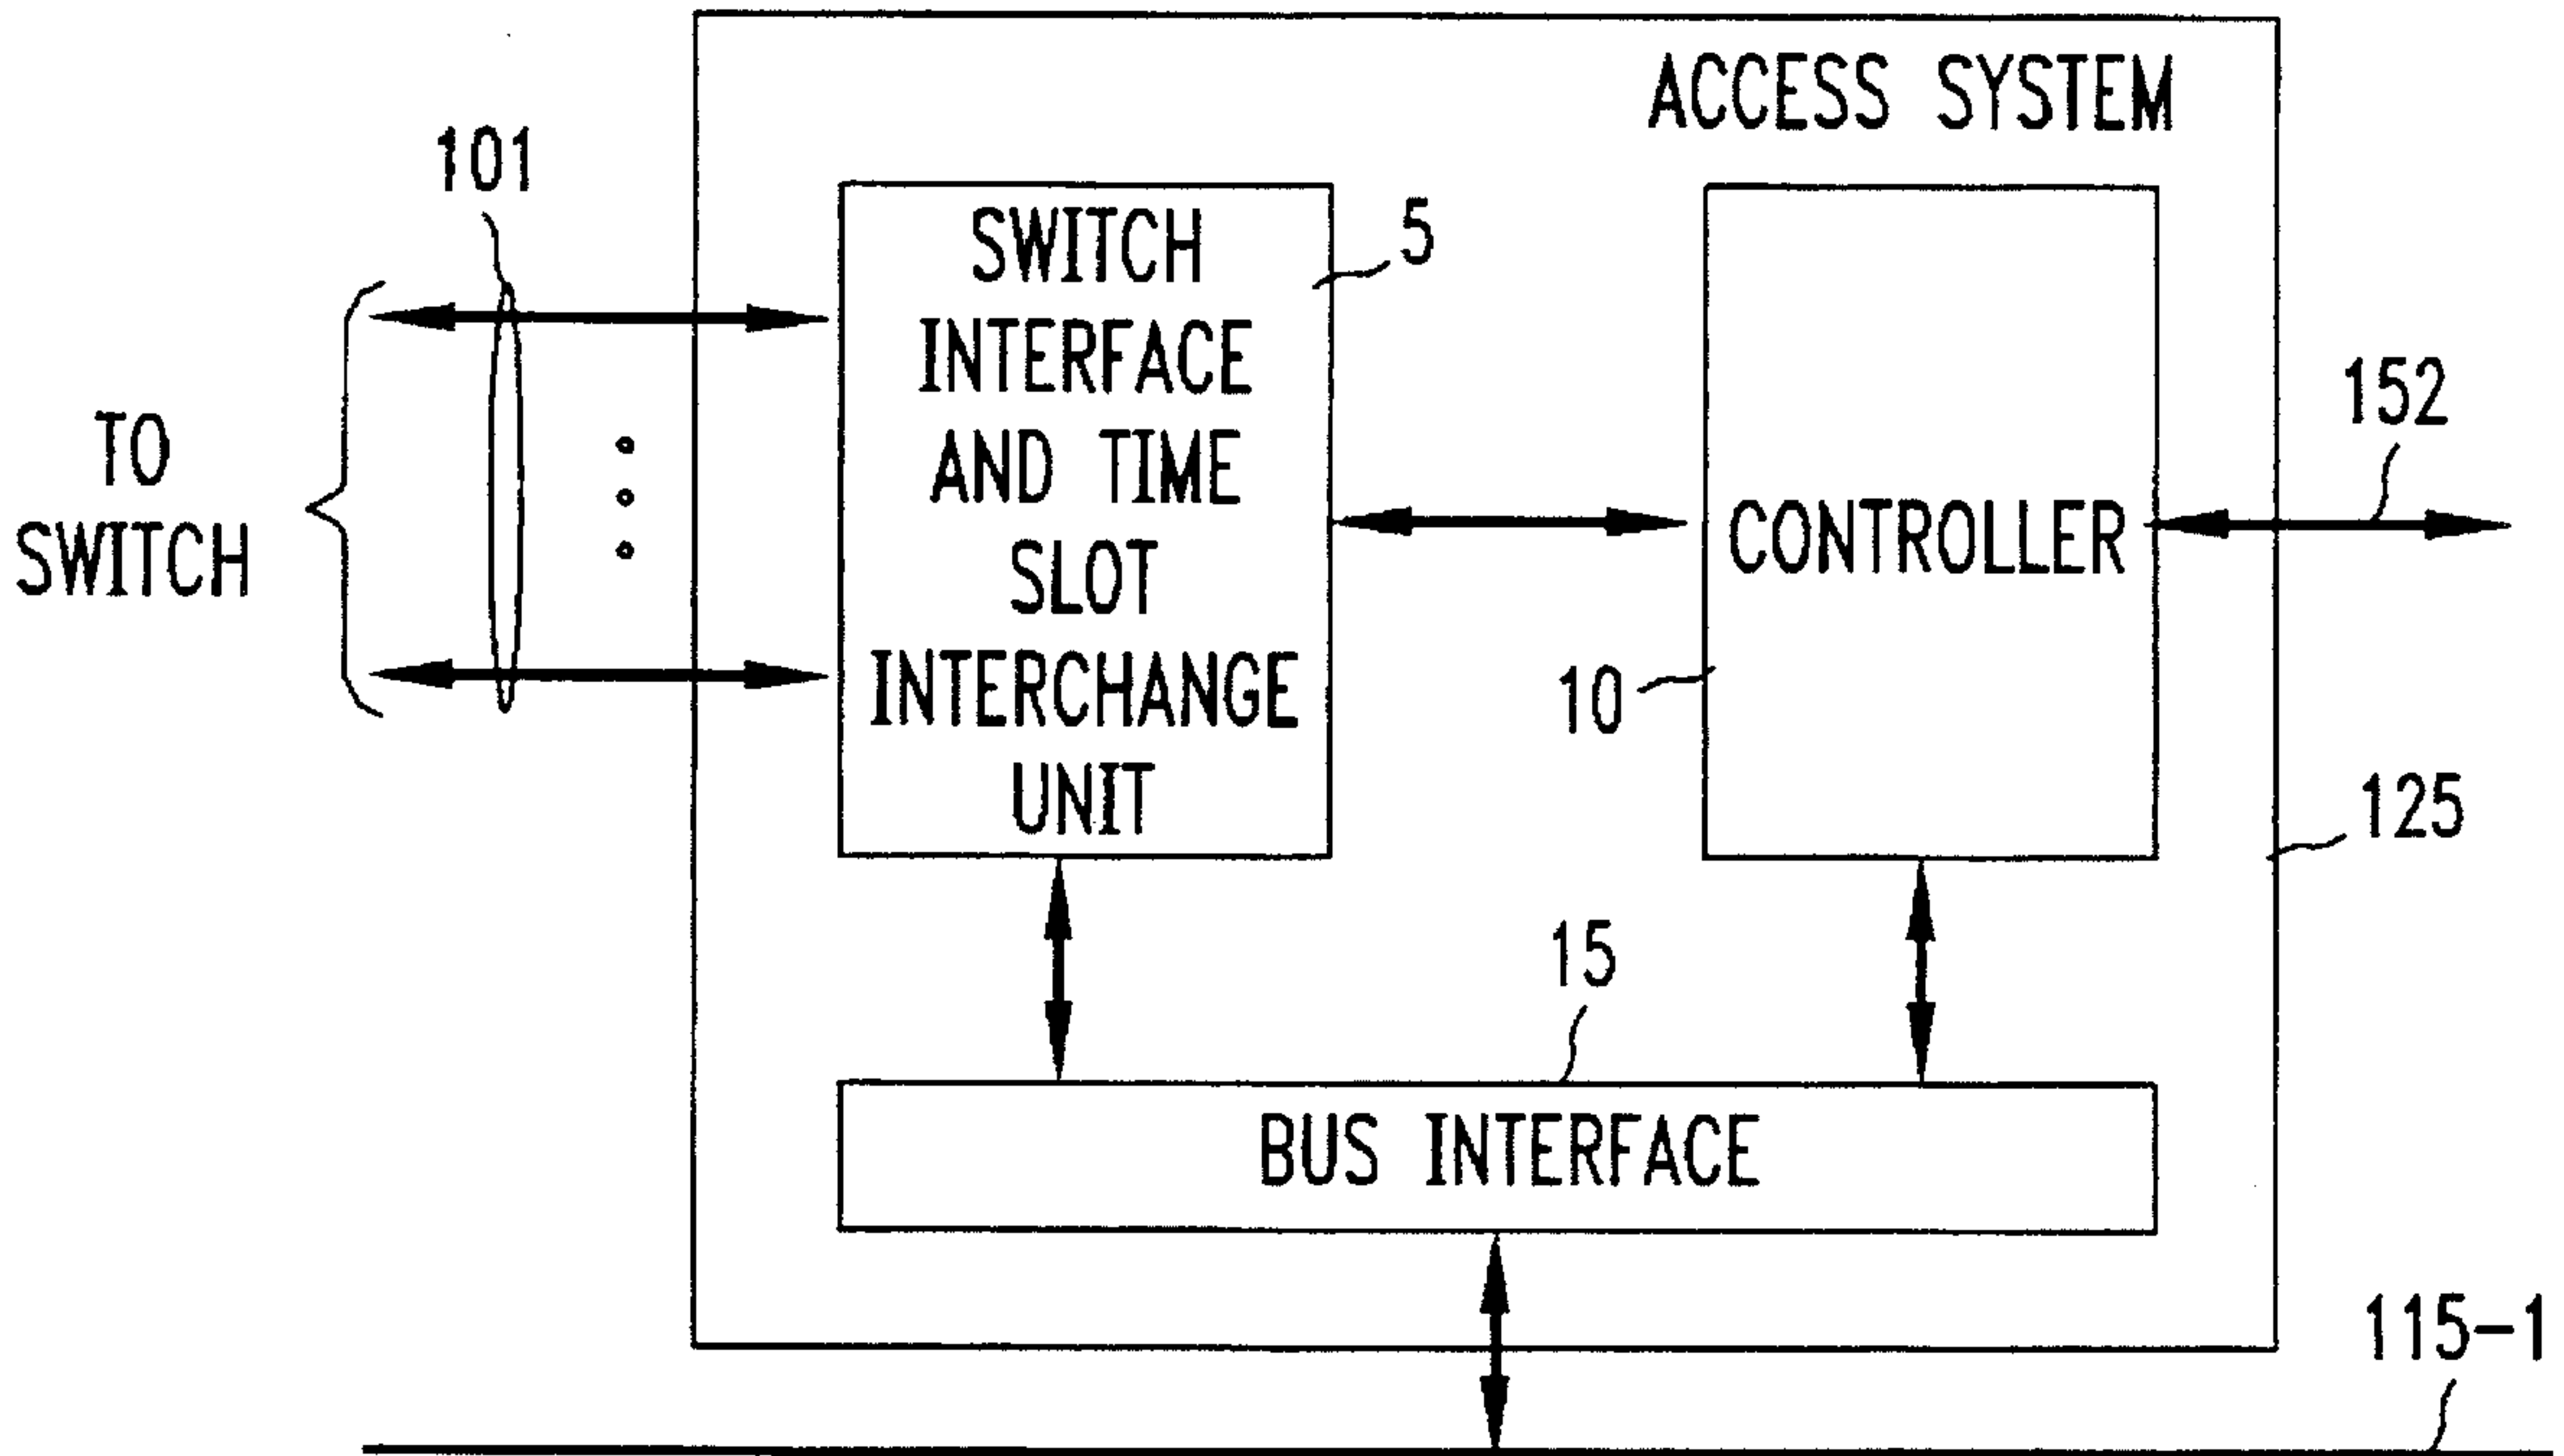 ACCESS SYSTEM
101
SWITCH
INTERFACE
AND TIME
SLOT
INTERCHANGE
UNIT
5
TO
SWITCH
CONTROLLER
10
152
125
15
BUS INTERFACE
115-1